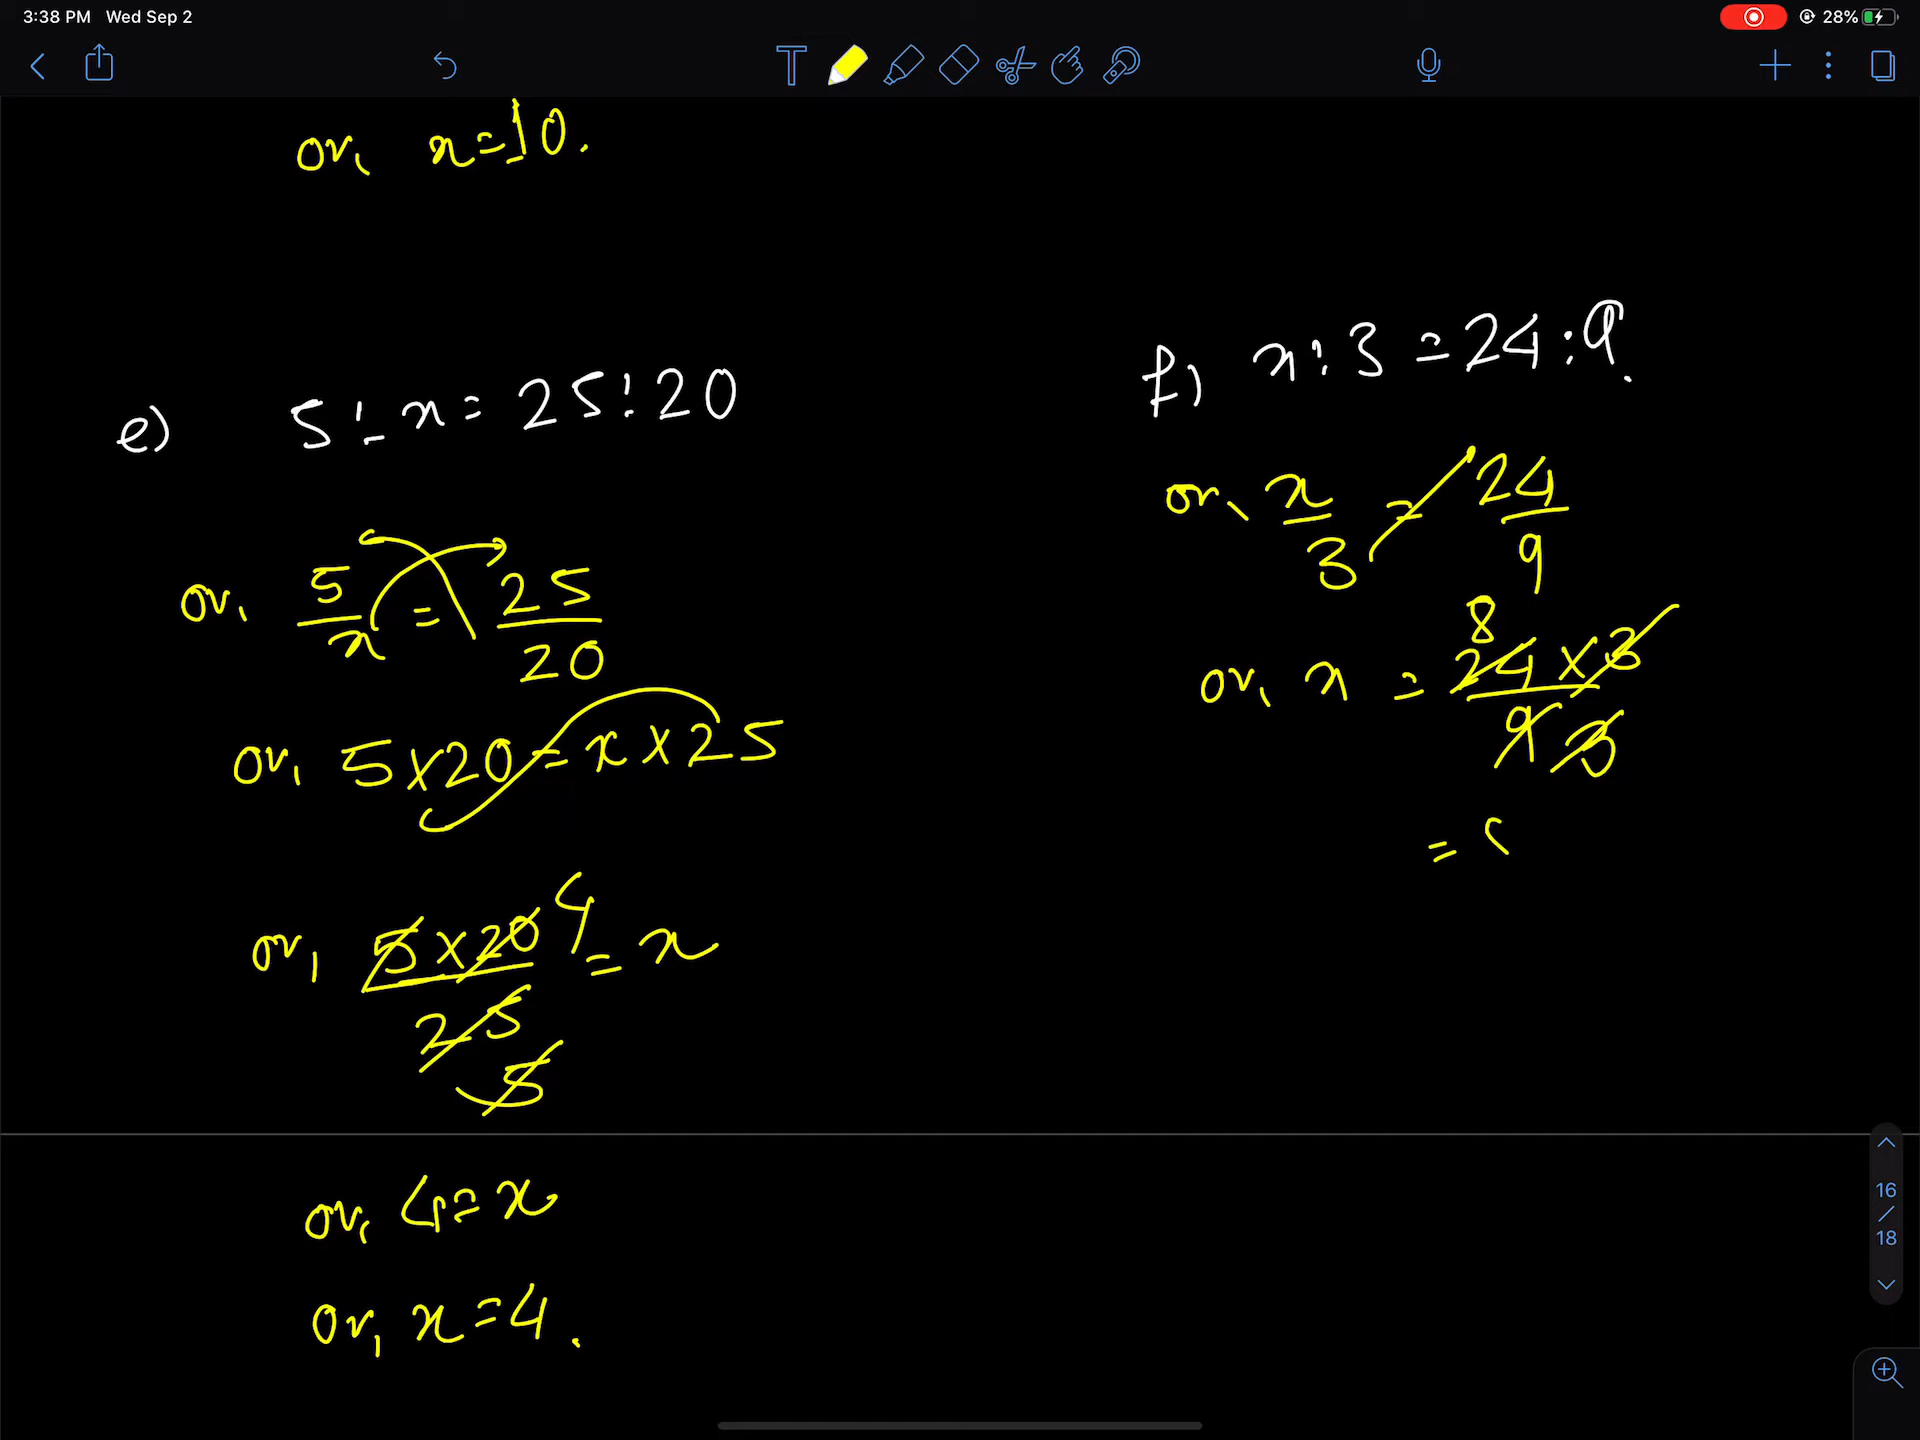 3:38 PM Wed Sep 2
28%
or, x=10.
e) 5:x=25:20
or, 5/x = 25/20
or, 5×20=x×25
or, 5×20 4 = x
25
5
or, 4=x
or, x=4.
f) x:3=24:9.
or, x/3 = 24/9
8
or, x = 24×3
9 3
=
16
/
18